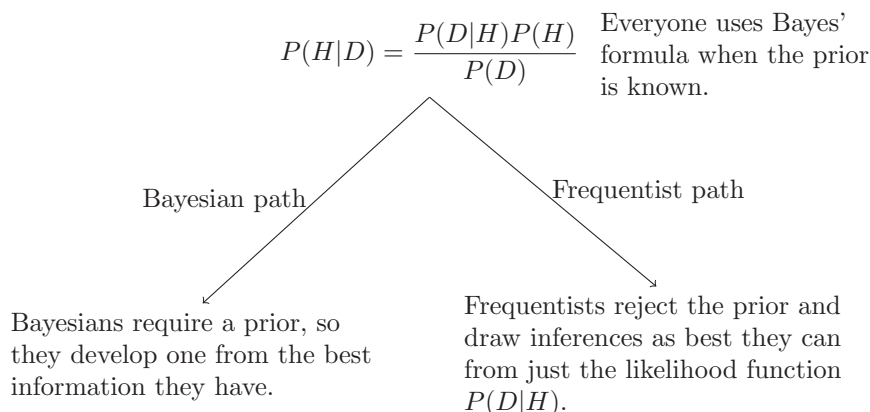 P(H|D) = P(D|H)P(H) / P(D)
Everyone uses Bayes’
formula when the prior
is known.
Bayesian path
Frequentist path
Bayesians require a prior, so
they develop one from the best
information they have.
Frequentists reject the prior and
draw inferences as best they can
from just the likelihood function
P(D|H).